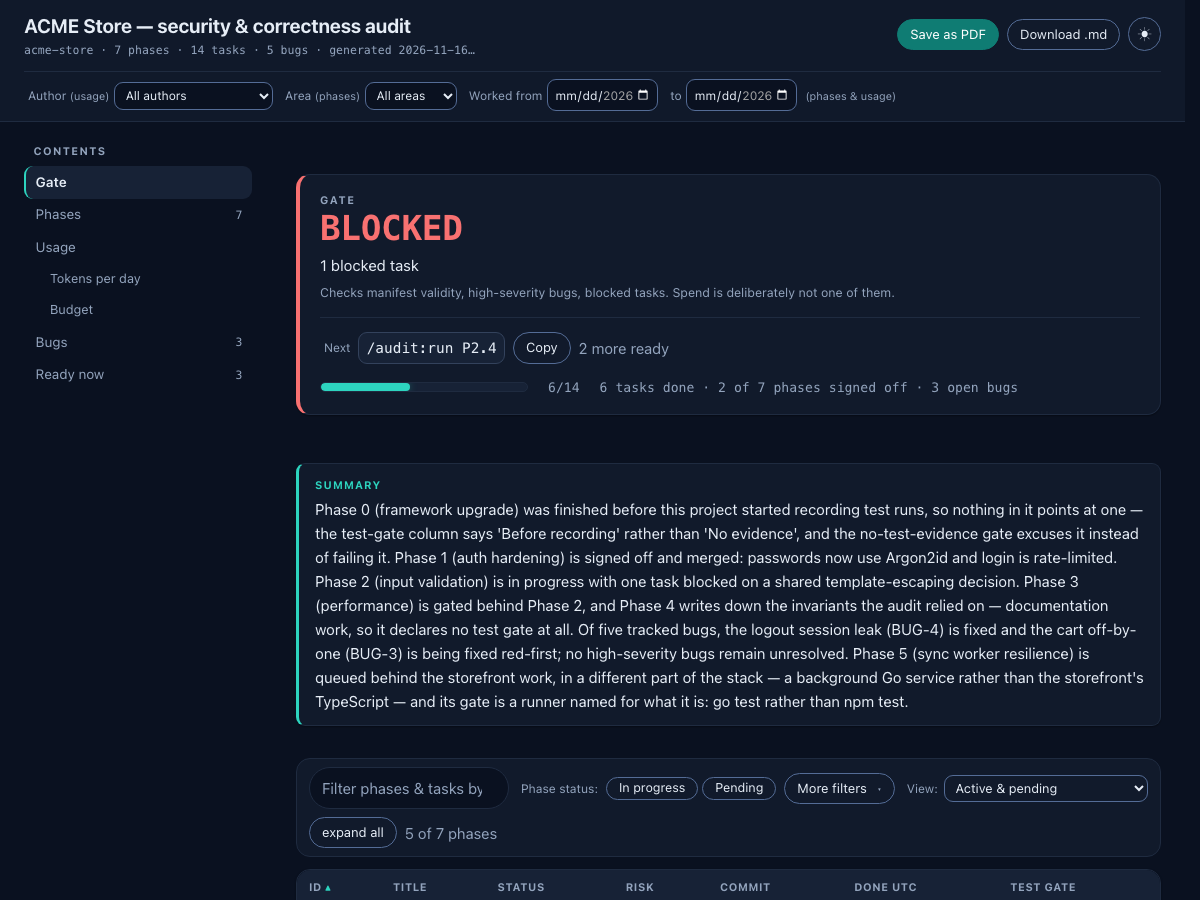 ACME Store — security & correctness audit
acme-store · 7 phases · 14 tasks · 5 bugs · generated 2026-11-16…
Save as PDF
Download .md
Author (usage) All authors Area (phases) All areas Worked from mm/dd/2026 to mm/dd/2026 (phases & usage)
CONTENTS
Gate
Phases 7
Usage
Tokens per day
Budget
Bugs 3
Ready now 3
GATE
BLOCKED
1 blocked task
Checks manifest validity, high-severity bugs, blocked tasks. Spend is deliberately not one of them.
Next /audit:run P2.4 Copy 2 more ready
6/14 6 tasks done · 2 of 7 phases signed off · 3 open bugs
SUMMARY
Phase 0 (framework upgrade) was finished before this project started recording test runs, so nothing in it points at one —
the test-gate column says 'Before recording' rather than 'No evidence', and the no-test-evidence gate excuses it instead
of failing it. Phase 1 (auth hardening) is signed off and merged: passwords now use Argon2id and login is rate-limited.
Phase 2 (input validation) is in progress with one task blocked on a shared template-escaping decision. Phase 3
(performance) is gated behind Phase 2, and Phase 4 writes down the invariants the audit relied on — documentation
work, so it declares no test gate at all. Of five tracked bugs, the logout session leak (BUG-4) is fixed and the cart off-by-
one (BUG-3) is being fixed red-first; no high-severity bugs remain unresolved. Phase 5 (sync worker resilience) is
queued behind the storefront work, in a different part of the stack — a background Go service rather than the storefront's
TypeScript — and its gate is a runner named for what it is: go test rather than npm test.
Filter phases & tasks by Phase status: In progress Pending More filters · View: Active & pending
expand all 5 of 7 phases
ID ▲ TITLE STATUS RISK COMMIT DONE UTC TEST GATE